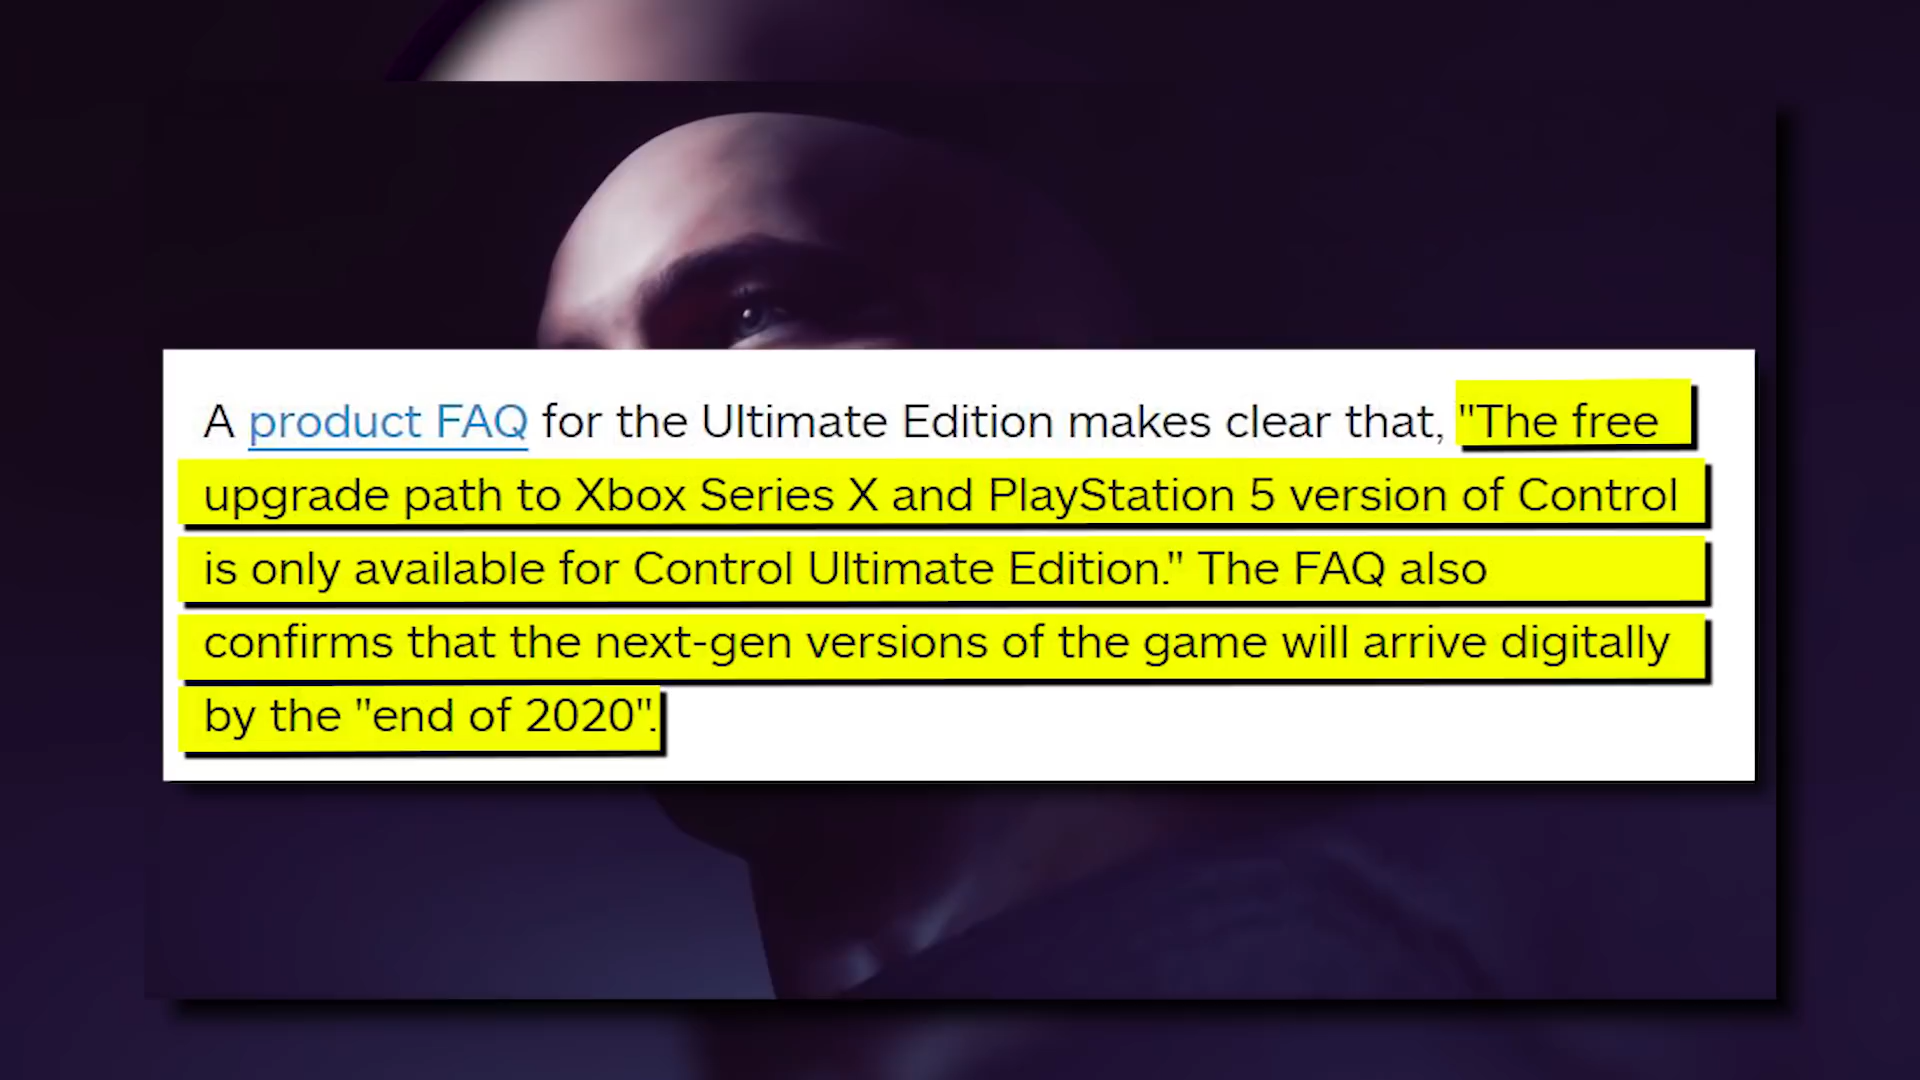 A product FAQ for the Ultimate Edition makes clear that, "The free
upgrade path to Xbox Series X and PlayStation 5 version of Control
is only available for Control Ultimate Edition." The FAQ also
confirms that the next-gen versions of the game will arrive digitally
by the "end of 2020".